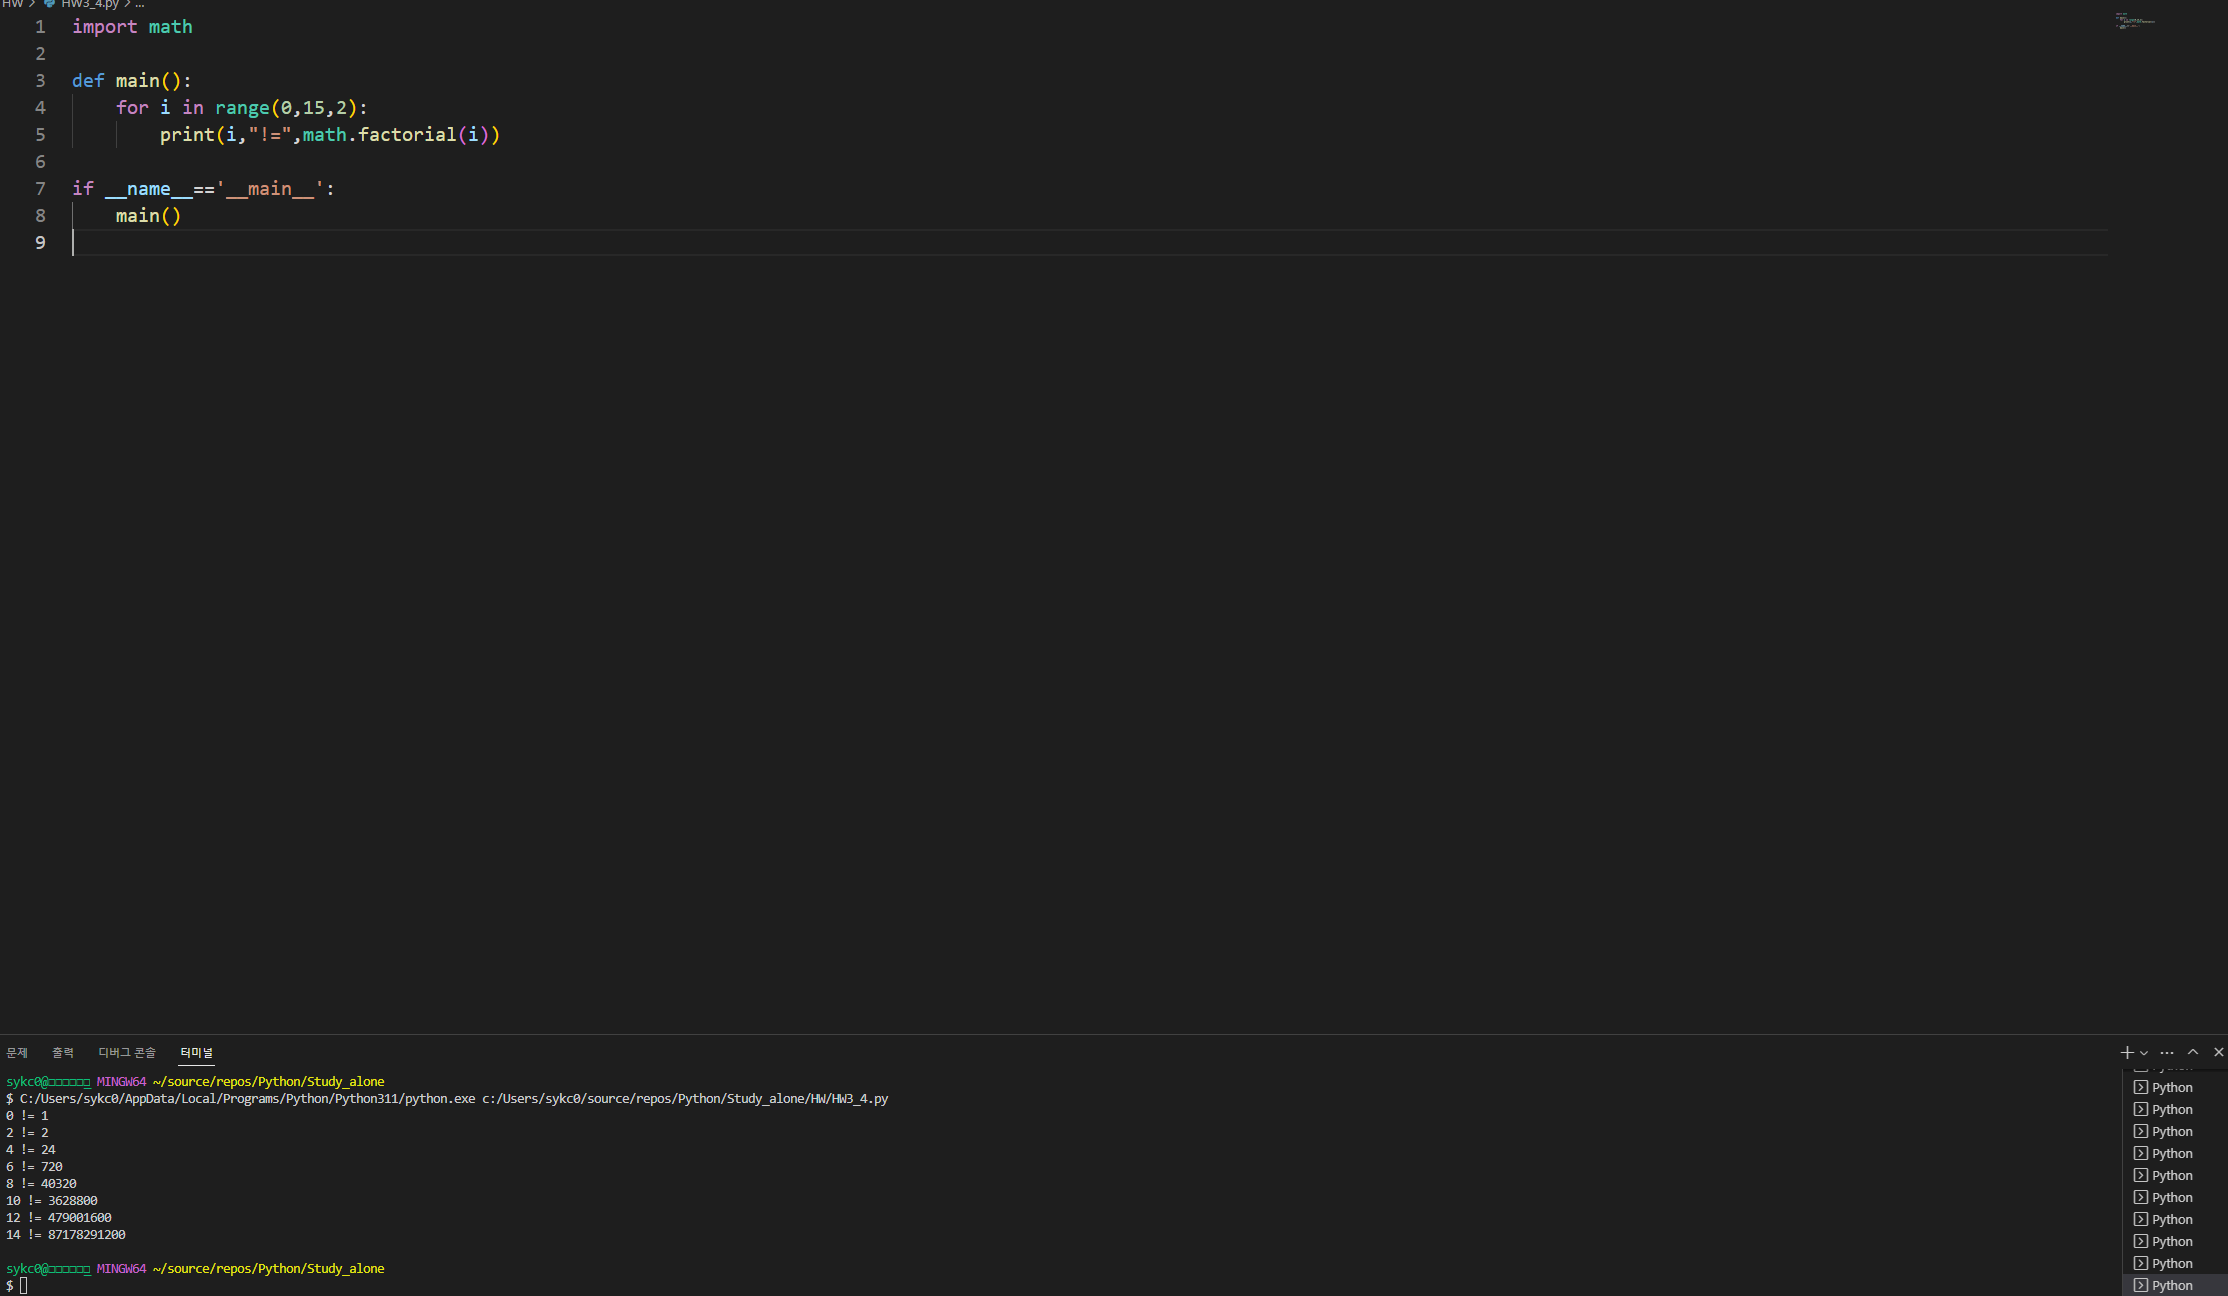 HW > HW3_4.py > ...
1 import math
2
3 def main():
4     for i in range(0,15,2):
5         print(i,"!=",math.factorial(i))
6
7 if __name__=='__main__':
8     main()
9
문제 출력 디버그 콘솔 터미널
sykc0@□□□□□□ MINGW64 ~/source/repos/Python/Study_alone
$ C:/Users/sykc0/AppData/Local/Programs/Python/Python311/python.exe c:/Users/sykc0/source/repos/Python/Study_alone/HW/HW3_4.py
0 != 1
2 != 2
4 != 24
6 != 720
8 != 40320
10 != 3628800
12 != 479001600
14 != 87178291200
sykc0@□□□□□□ MINGW64 ~/source/repos/Python/Study_alone
$
Python
Python
Python
Python
Python
Python
Python
Python
Python
Python